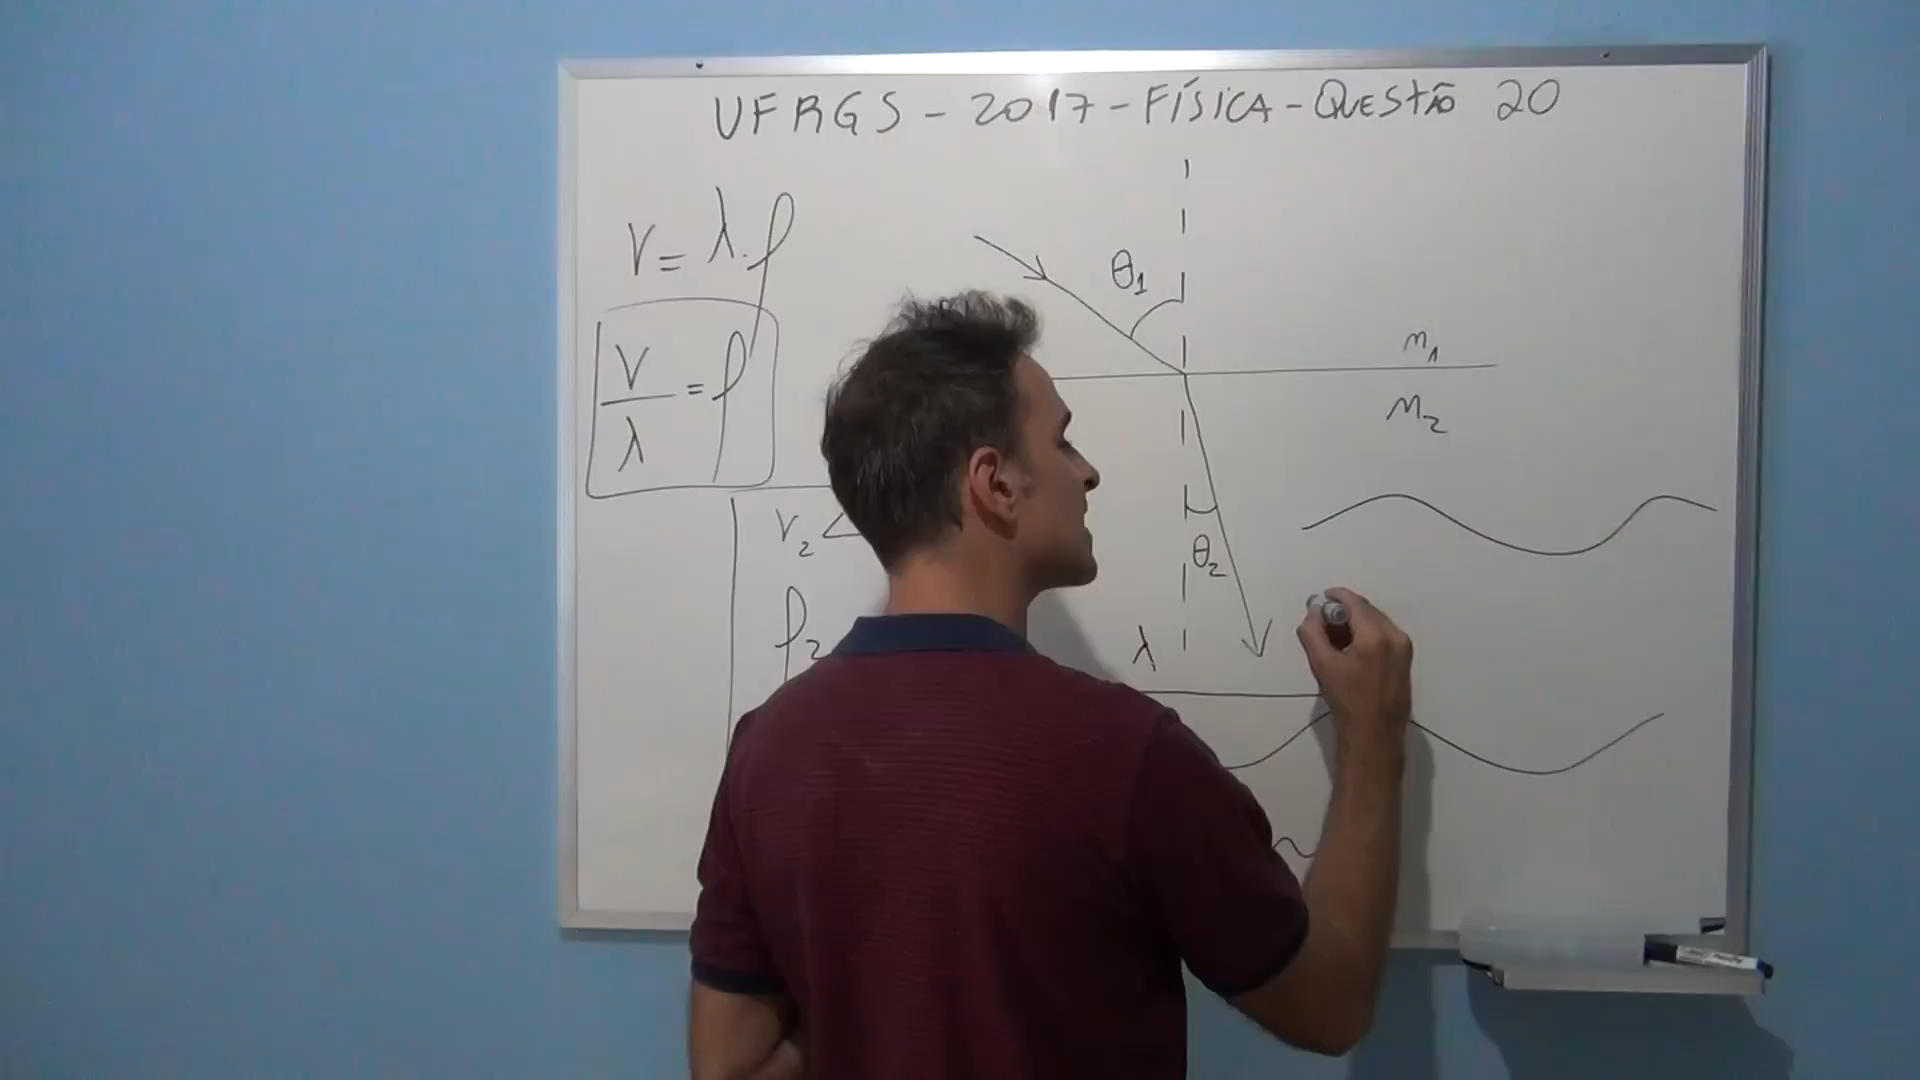 UFRGS - 2017 - FÍSICA - QUESTÃO 20
V = λ . f
V / λ = f
θ1
n1
n2
V2 <
θ2
f2
λ